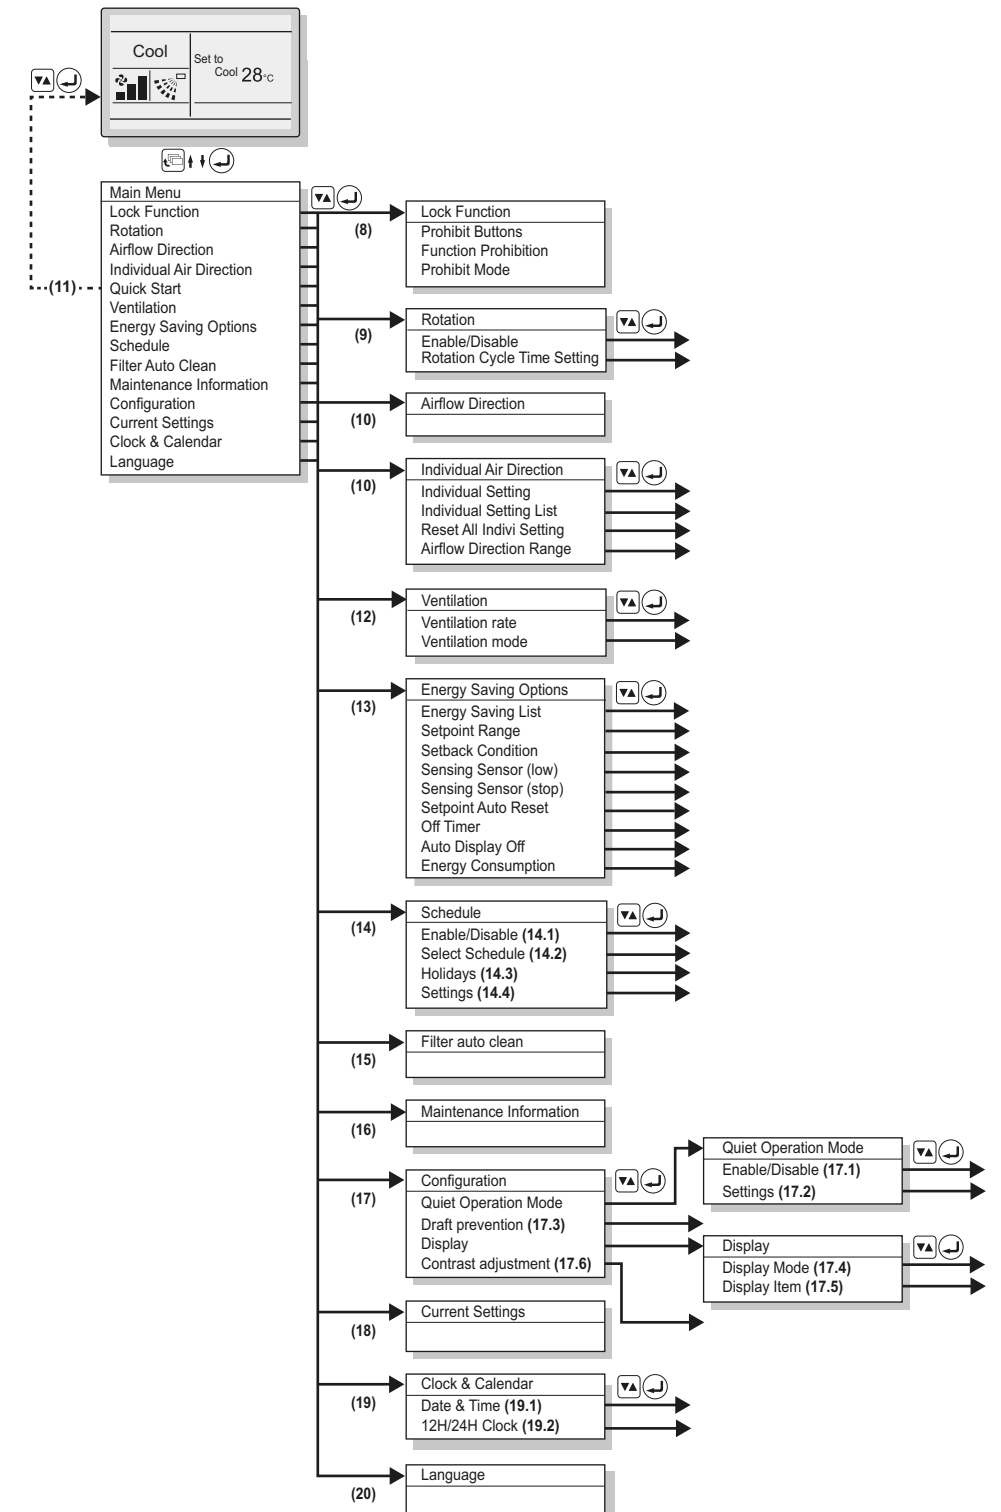 Cool
Set to
Cool 28°C
Main Menu
Lock Function
Rotation
Airflow Direction
Individual Air Direction
Quick Start
Ventilation
Energy Saving Options
Schedule
Filter Auto Clean
Maintenance Information
Configuration
Current Settings
Clock & Calendar
Language
(11)
(8)
Lock Function
Prohibit Buttons
Function Prohibition
Prohibit Mode
(9)
Rotation
Enable/Disable
Rotation Cycle Time Setting
(10)
Airflow Direction
(10)
Individual Air Direction
Individual Setting
Individual Setting List
Reset All Indivi Setting
Airflow Direction Range
(12)
Ventilation
Ventilation rate
Ventilation mode
(13)
Energy Saving Options
Energy Saving List
Setpoint Range
Setback Condition
Sensing Sensor (low)
Sensing Sensor (stop)
Setpoint Auto Reset
Off Timer
Auto Display Off
Energy Consumption
(14)
Schedule
Enable/Disable (14.1)
Select Schedule (14.2)
Holidays (14.3)
Settings (14.4)
(15)
Filter auto clean
(16)
Maintenance Information
(17)
Configuration
Quiet Operation Mode
Draft prevention (17.3)
Display
Contrast adjustment (17.6)
Quiet Operation Mode
Enable/Disable (17.1)
Settings (17.2)
Display
Display Mode (17.4)
Display Item (17.5)
(18)
Current Settings
(19)
Clock & Calendar
Date & Time (19.1)
12H/24H Clock (19.2)
(20)
Language